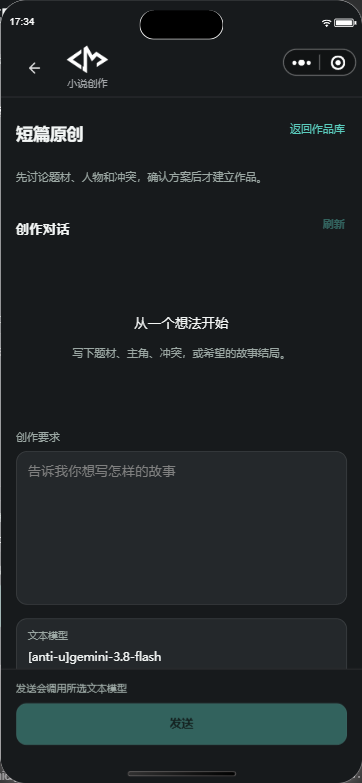 17:34
小说创作
短篇原创
返回作品库
先讨论题材、人物和冲突，确认方案后才建立作品。
创作对话
刷新
从一个想法开始
写下题材、主角、冲突，或希望的故事结局。
创作要求
告诉我你想写怎样的故事
文本模型
[anti-u]gemini-3.8-flash
发送会调用所选文本模型
发送